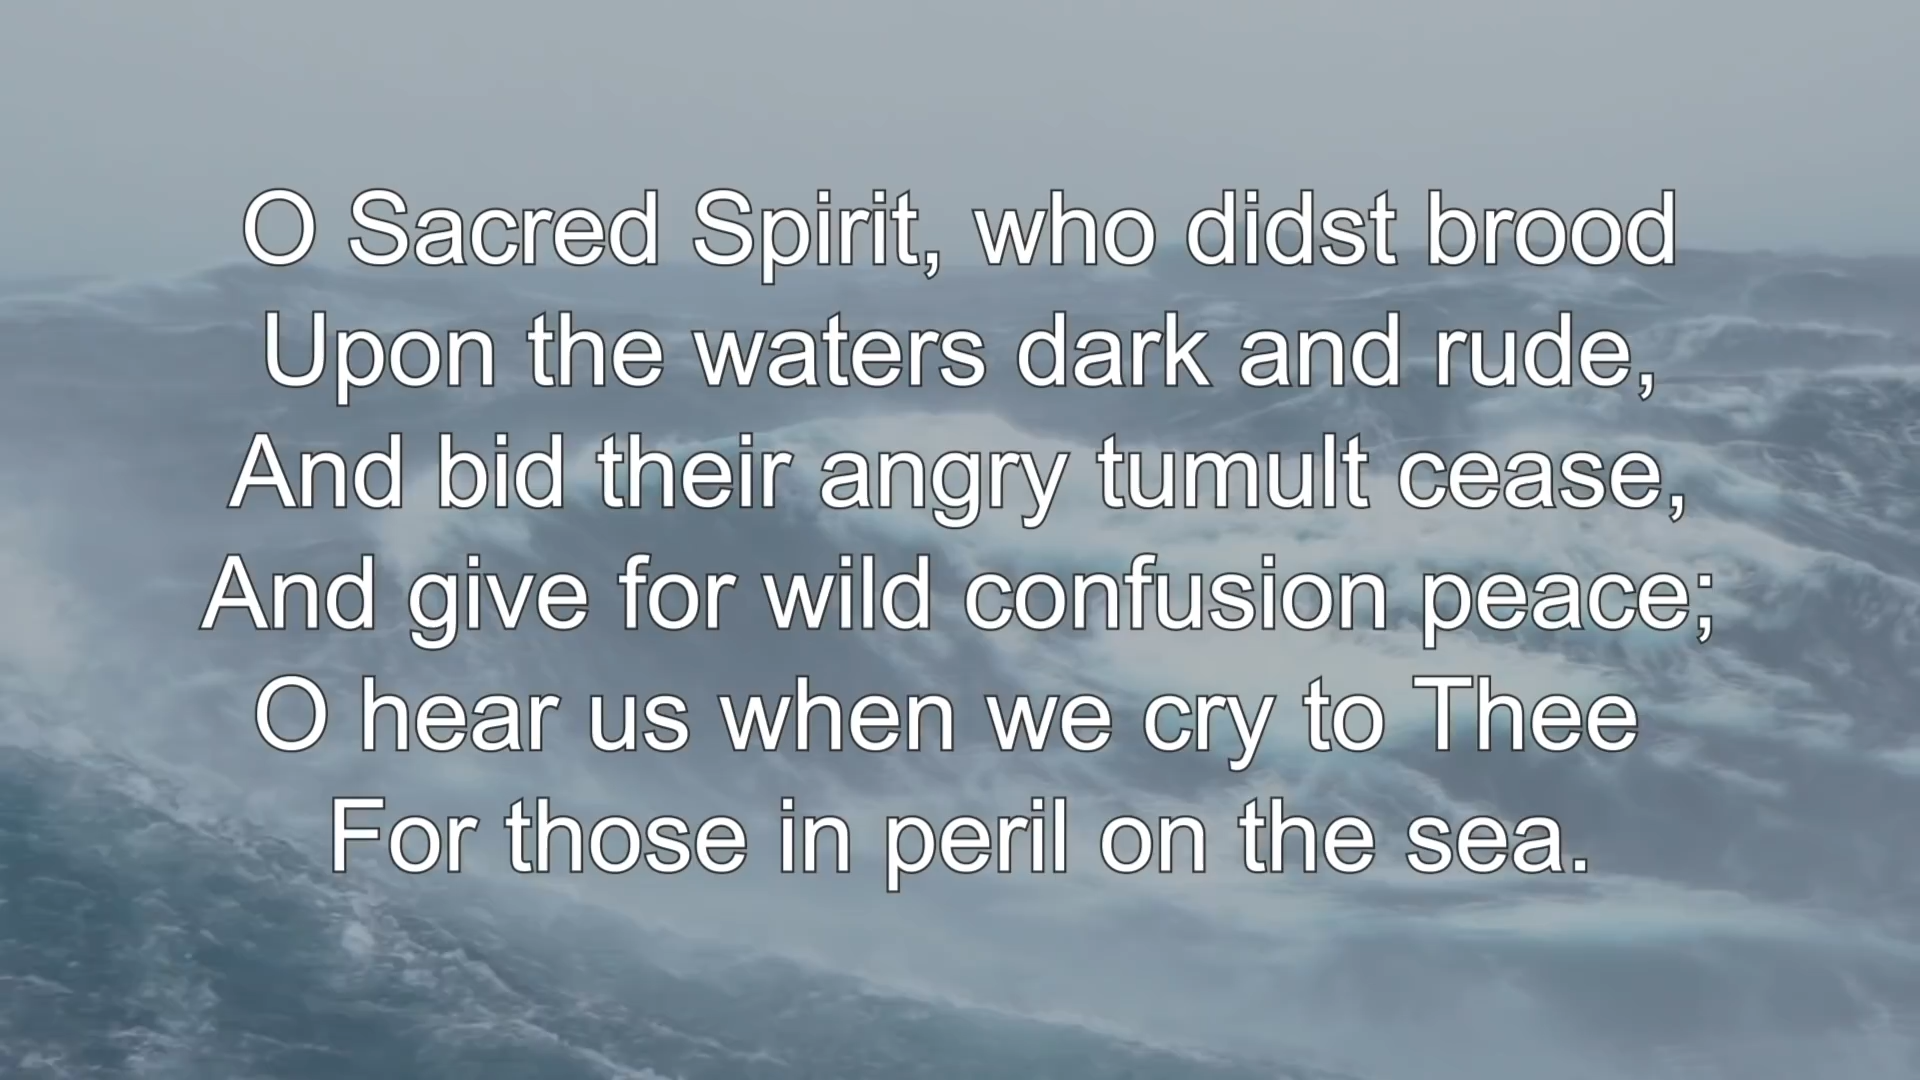 O Sacred Spirit, who didst brood
Upon the waters dark and rude,
And bid their angry tumult cease,
And give for wild confusion peace;
O hear us when we cry to Thee
For those in peril on the sea.